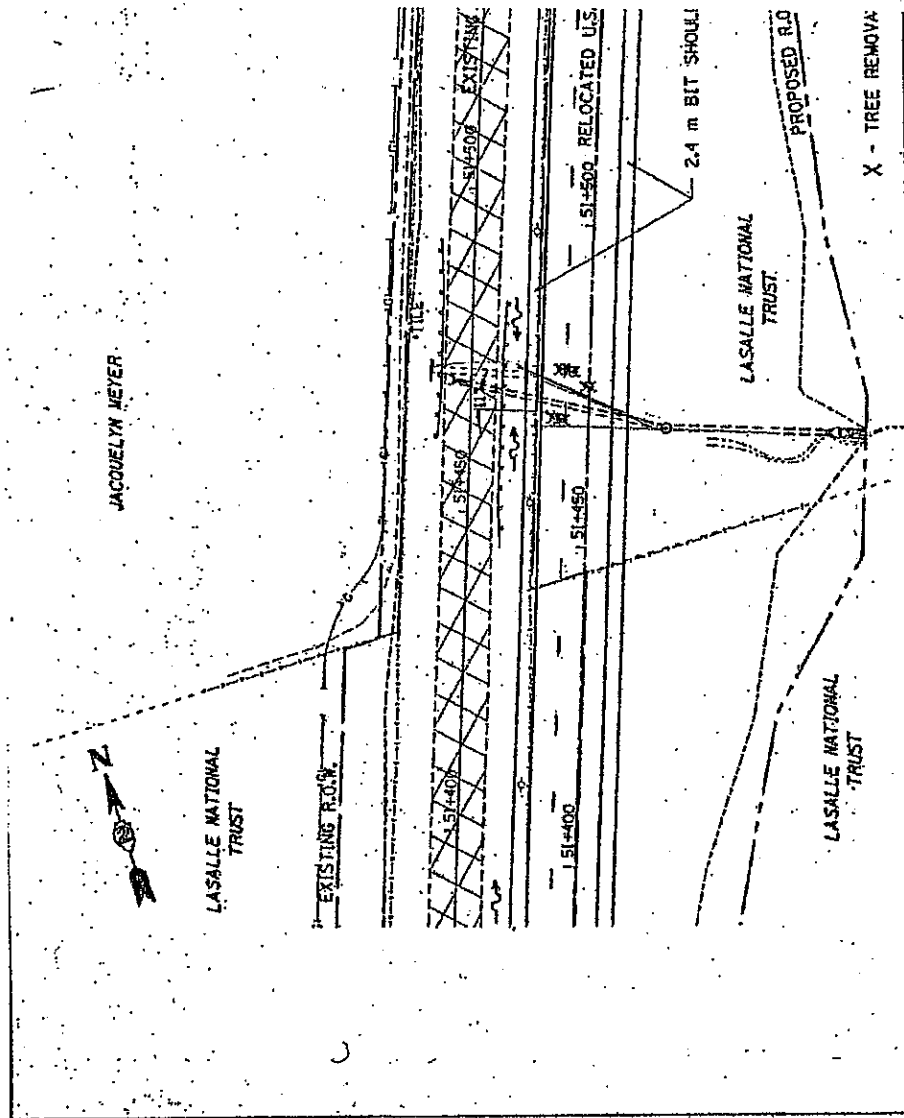 JACQUELYN MEYER
N
LASALLE NATIONAL
TRUST
EXISTING R.O.W.
TILE
EXISTING
51+400
51+450
51+500
51+400
51+450
51+500 RELOCATED U.S.
2.4 m BIT SHOUL
LASALLE NATIONAL
TRUST
LASALLE NATIONAL
TRUST
PROPOSED R.O
X - TREE REMOVA